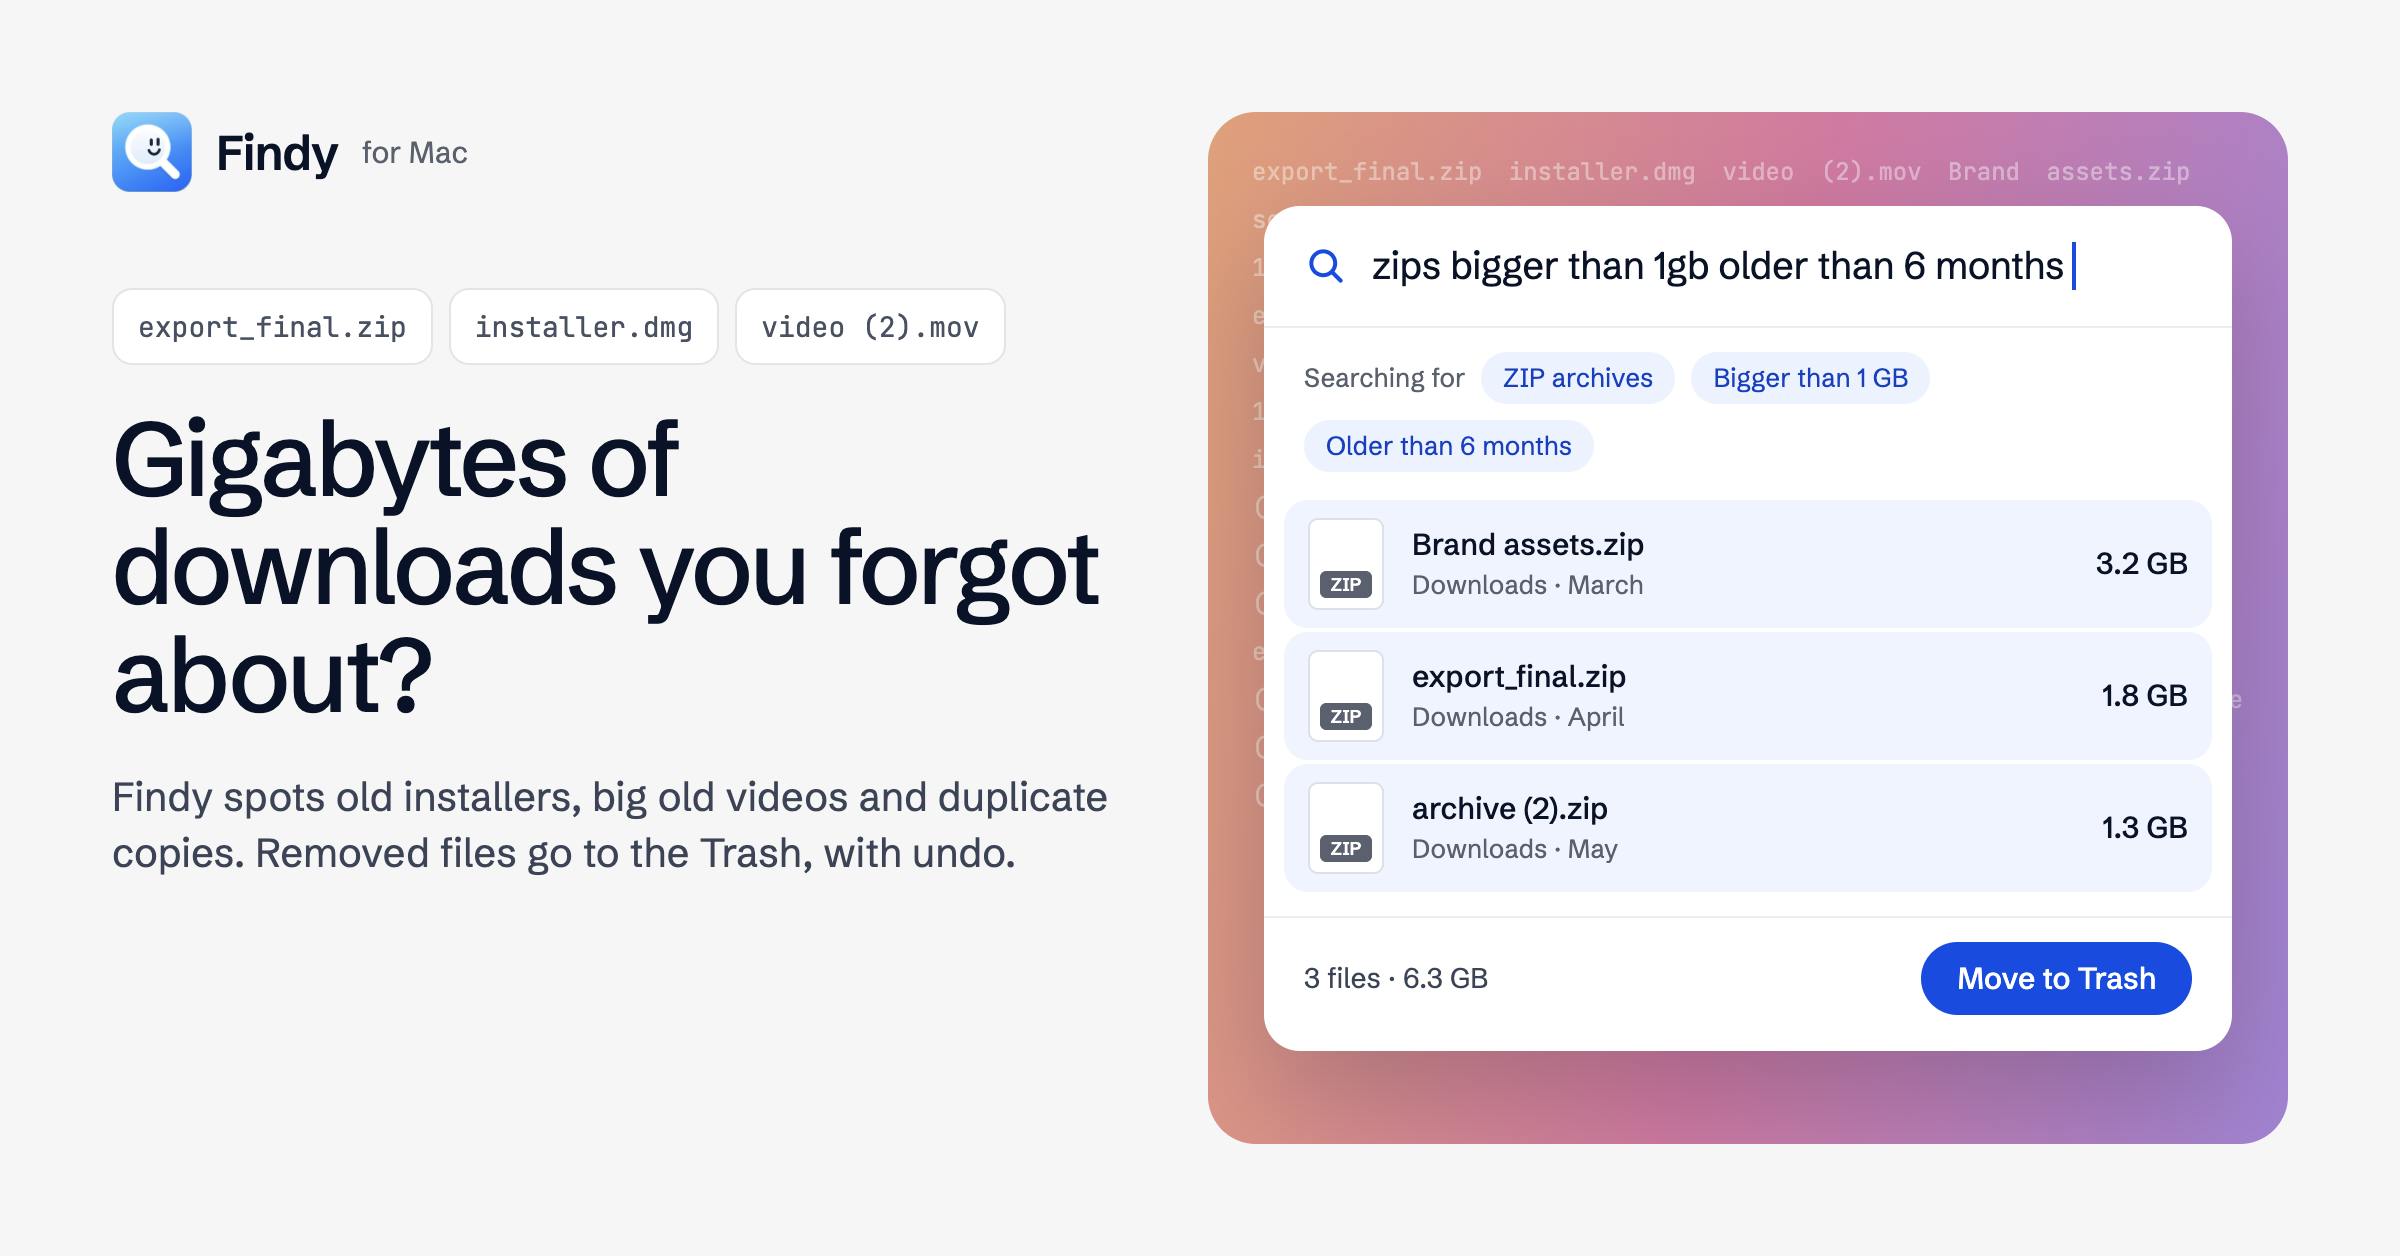 Findy for Mac
export_final.zip installer.dmg video (2).mov
Gigabytes of
downloads you forgot
about?
Findy spots old installers, big old videos and duplicate
copies. Removed files go to the Trash, with undo.
export_final.zip installer.dmg video (2).mov Brand assets.zip
zips bigger than 1gb older than 6 months
Searching for ZIP archives Bigger than 1 GB
Older than 6 months
ZIP Brand assets.zip 3.2 GB
Downloads · March
ZIP export_final.zip 1.8 GB
Downloads · April
ZIP archive (2).zip 1.3 GB
Downloads · May
3 files · 6.3 GB Move to Trash